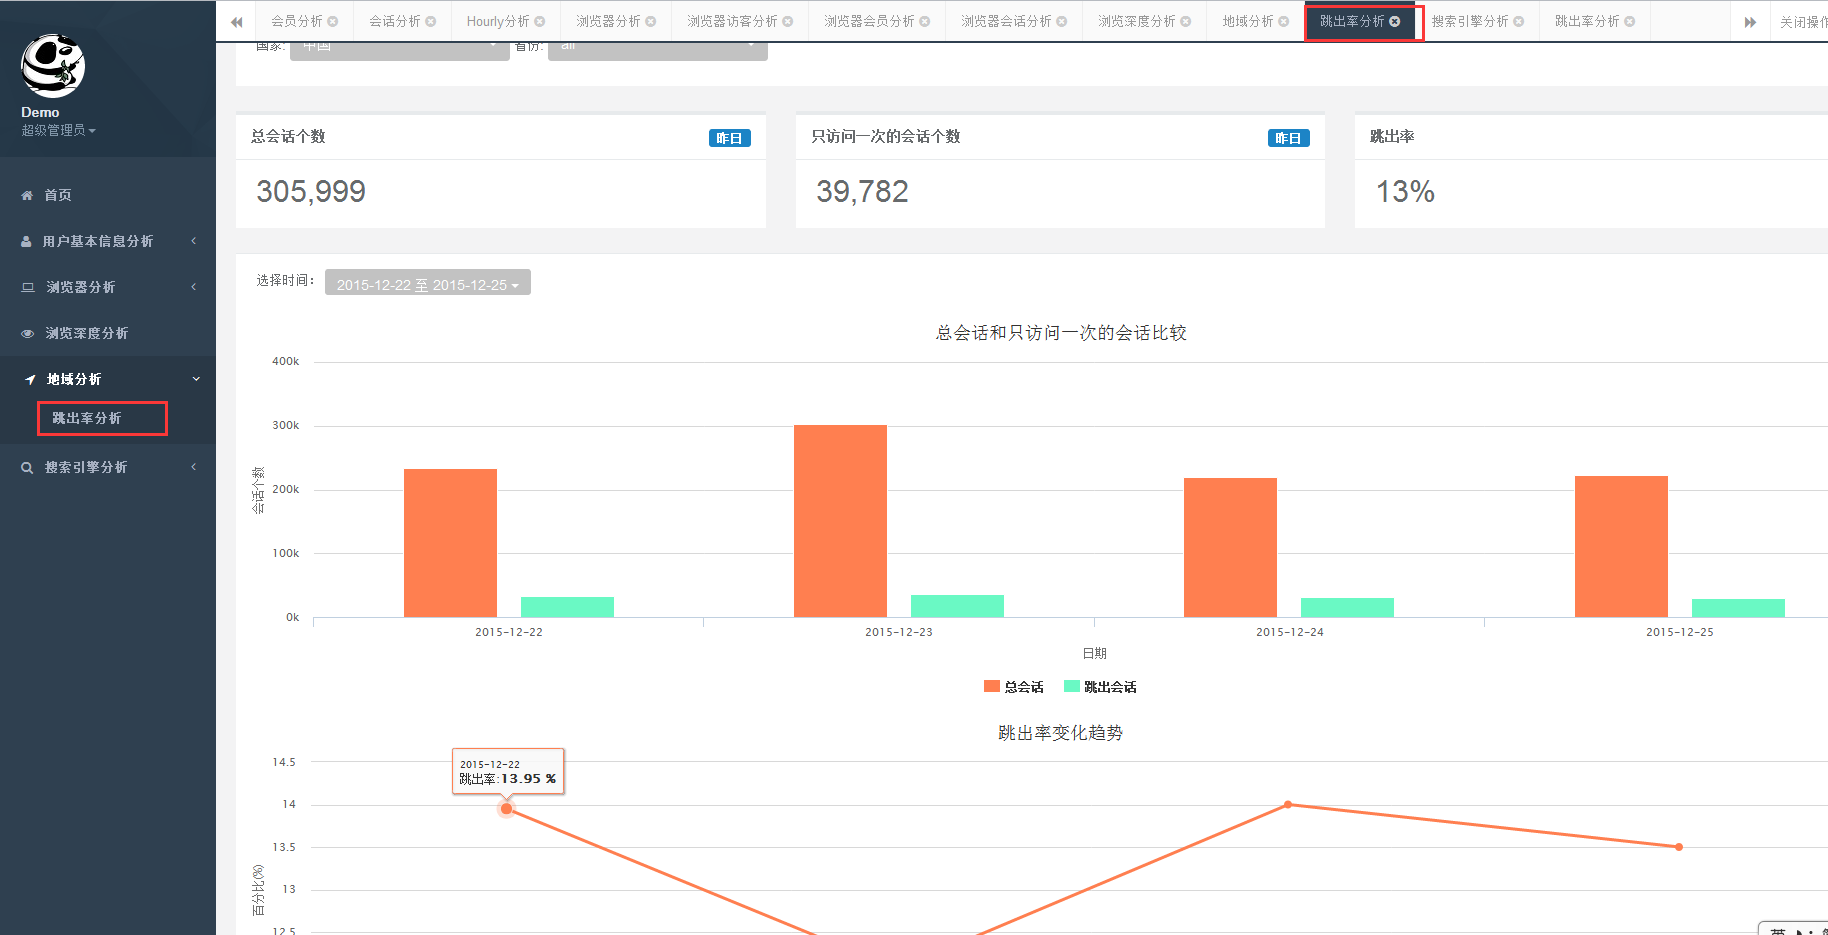 会员分析
会话分析
Hourly分析
浏览器分析
浏览器访客分析
浏览器会员分析
浏览器会话分析
浏览深度分析
地域分析
跳出率分析
搜索引擎分析
跳出率分析
关闭操作
Demo
超级管理员
首页
用户基本信息分析
浏览器分析
浏览深度分析
地域分析
跳出率分析
搜索引擎分析
国家: 中国 省份: all
总会话个数 昨日
305,999
只访问一次的会话个数 昨日
39,782
跳出率
13%
选择时间： 2015-12-22 至 2015-12-25
总会话和只访问一次的会话比较
会话个数
400k
300k
200k
100k
0k
2015-12-22
2015-12-23
2015-12-24
2015-12-25
日期
总会话
跳出会话
跳出率变化趋势
百分比(%)
14.5
14
13.5
13
12.5
2015-12-22
跳出率:13.95 %